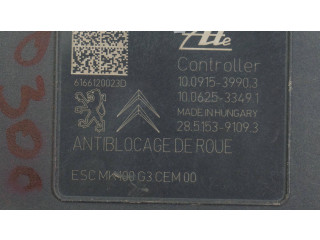 Ate
Controller
10.0915-3990.3
10.0625-3349.1
MADE IN HUNGARY
28.5153-9109.3
6166120023D
ANTIBLOCAGE DE ROUE
ESC MK100 G3 CEM 00